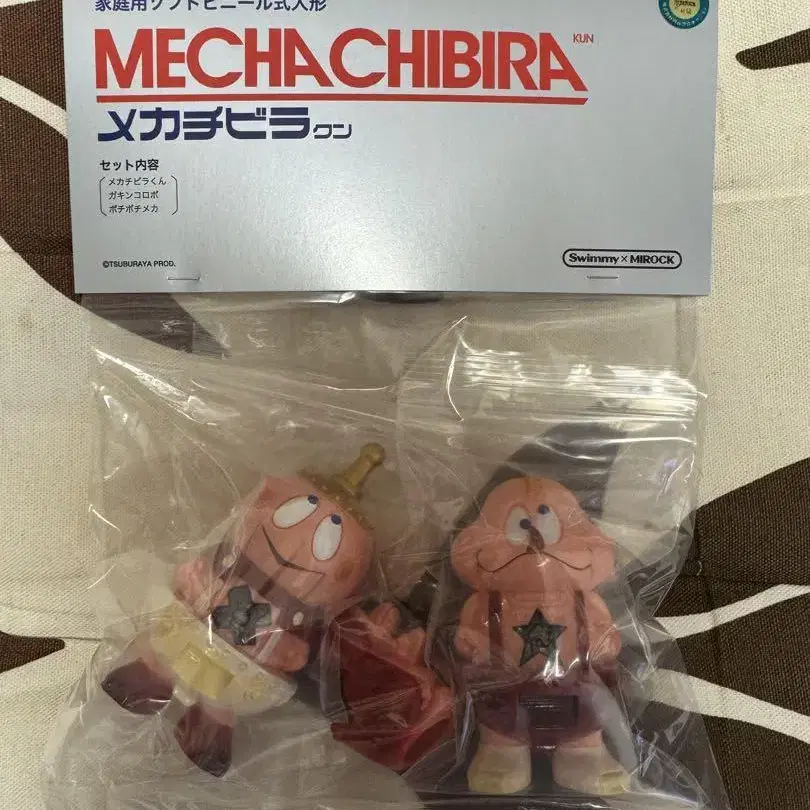 家庭用ソフトビニール式人形
MECHA CHIBIRA KUN
メカチビラクン
セット内容
メカチビラくん
ガキンコロボ
ポチポチメカ
©TSUBURAYA PROD.
Swimmy×MIROCK